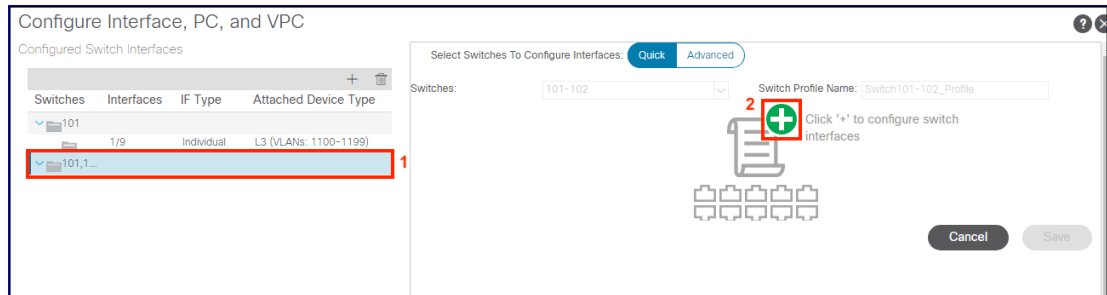 Configure Interface, PC, and VPC
Configured Switch Interfaces
Select Switches To Configure Interfaces: Quick Advanced
Switches Interfaces IF Type Attached Device Type
Switches: 101-102 Switch Profile Name: Switch101-102_Profile
101
2
Click '+' to configure switch
interfaces
1/9 Individual L3 (VLANs: 1100-1199)
101,1...
1
Cancel Save